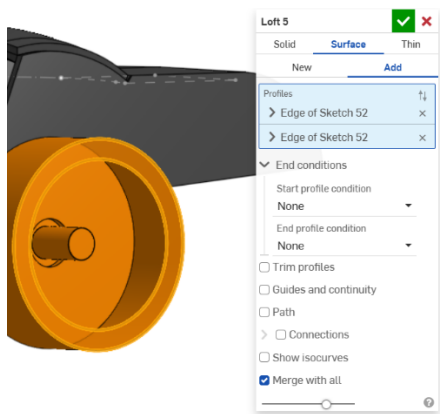 Loft 5
Solid Surface Thin
New Add
Profiles
Edge of Sketch 52
Edge of Sketch 52
End conditions
Start profile condition
None
End profile condition
None
Trim profiles
Guides and continuity
Path
Connections
Show isocurves
Merge with all